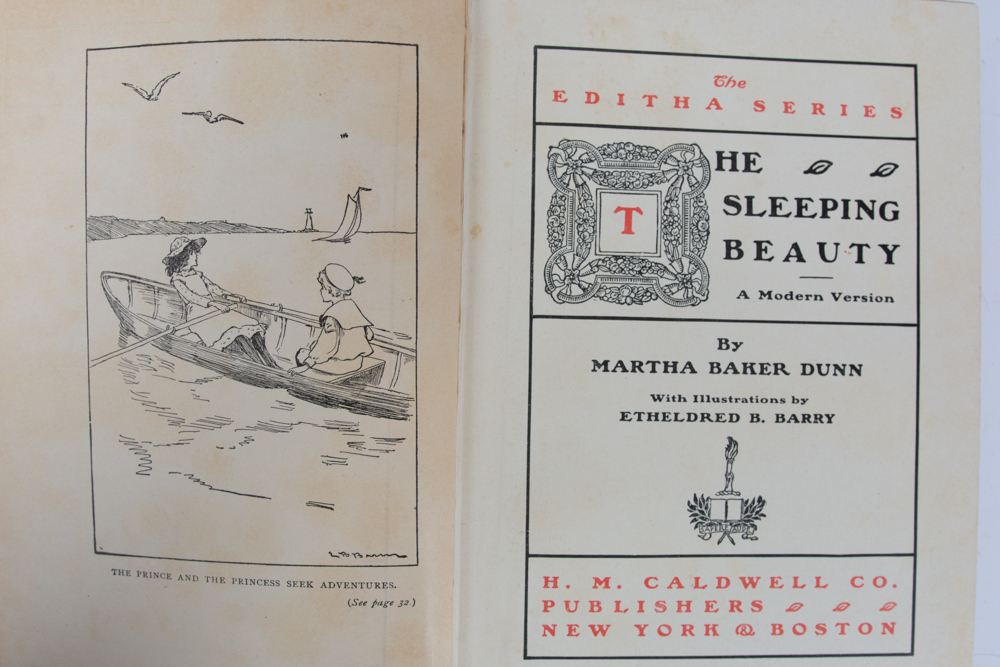 THE PRINCE AND THE PRINCESS SEEK ADVENTURES.
(See page 32.)
The
EDITHA SERIES
THE
SLEEPING
BEAUTY
A Modern Version
By
MARTHA BAKER DUNN
With Illustrations by
ETHELDRED B. BARRY
H. M. CALDWELL CO.
PUBLISHERS
NEW YORK & BOSTON